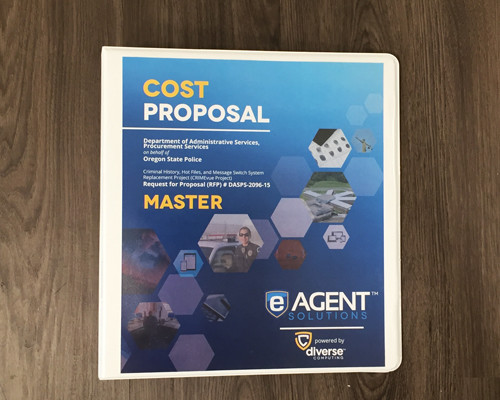 COST
PROPOSAL
Department of Administrative Services,
Procurement Services
on behalf of
Oregon State Police
Criminal History, Hot Files, and Message Switch System
Replacement Project (CRIMEvue Project)
Request for Proposal (RFP) # DASPS-2096-15
MASTER
e AGENT™
SOLUTIONS
powered by
diverse™
COMPUTING